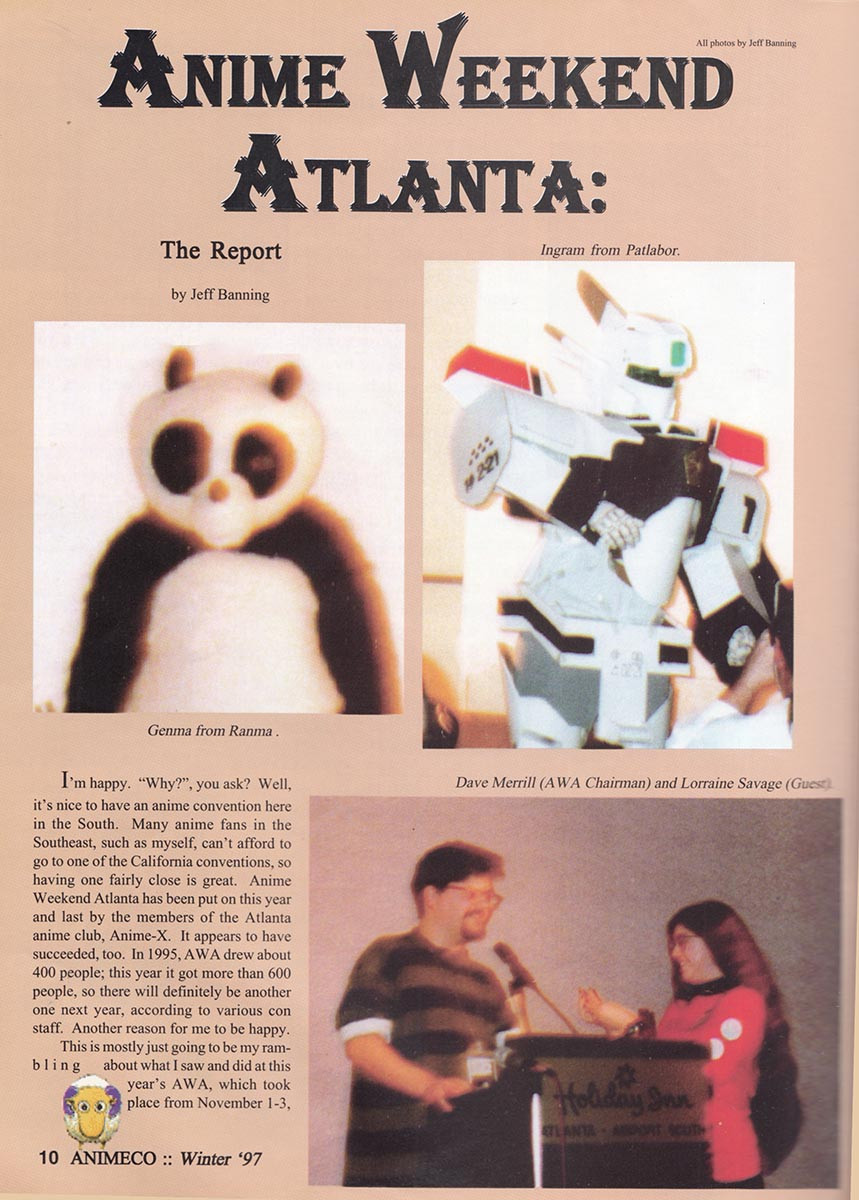 All photos by Jeff Banning
ANIME WEEKEND
ATLANTA:
The Report
by Jeff Banning
Ingram from Patlabor.
# 2-21
1
Genma from Ranma .
I'm happy. “Why?”, you ask? Well,
it's nice to have an anime convention here
in the South. Many anime fans in the
Southeast, such as myself, can't afford to
go to one of the California conventions, so
having one fairly close is great. Anime
Weekend Atlanta has been put on this year
and last by the members of the Atlanta
anime club, Anime-X. It appears to have
succeeded, too. In 1995, AWA drew about
400 people; this year it got more than 600
people, so there will definitely be another
one next year, according to various con
staff. Another reason for me to be happy.
This is mostly just going to be my ram-
bling about what I saw and did at this
year's AWA, which took
place from November 1-3,
Dave Merrill (AWA Chairman) and Lorraine Savage (Guest).
Holiday Inn
ATLANTA - AIRPORT SOUTH
10 ANIMECO :: Winter ‘97